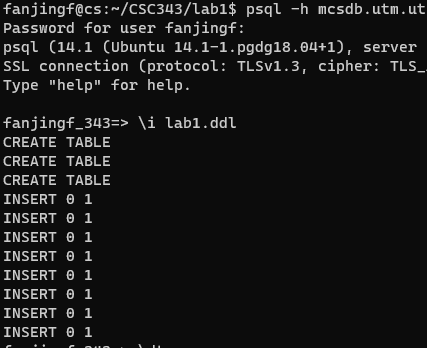 fanjingf@cs:~/CSC343/lab1$ psql -h mcsdb.utm.ut
Password for user fanjingf:
psql (14.1 (Ubuntu 14.1-1.pgdg18.04+1), server
SSL connection (protocol: TLSv1.3, cipher: TLS_
Type "help" for help.
fanjingf_343=> \i lab1.ddl
CREATE TABLE
CREATE TABLE
CREATE TABLE
INSERT 0 1
INSERT 0 1
INSERT 0 1
INSERT 0 1
INSERT 0 1
INSERT 0 1
INSERT 0 1
INSERT 0 1